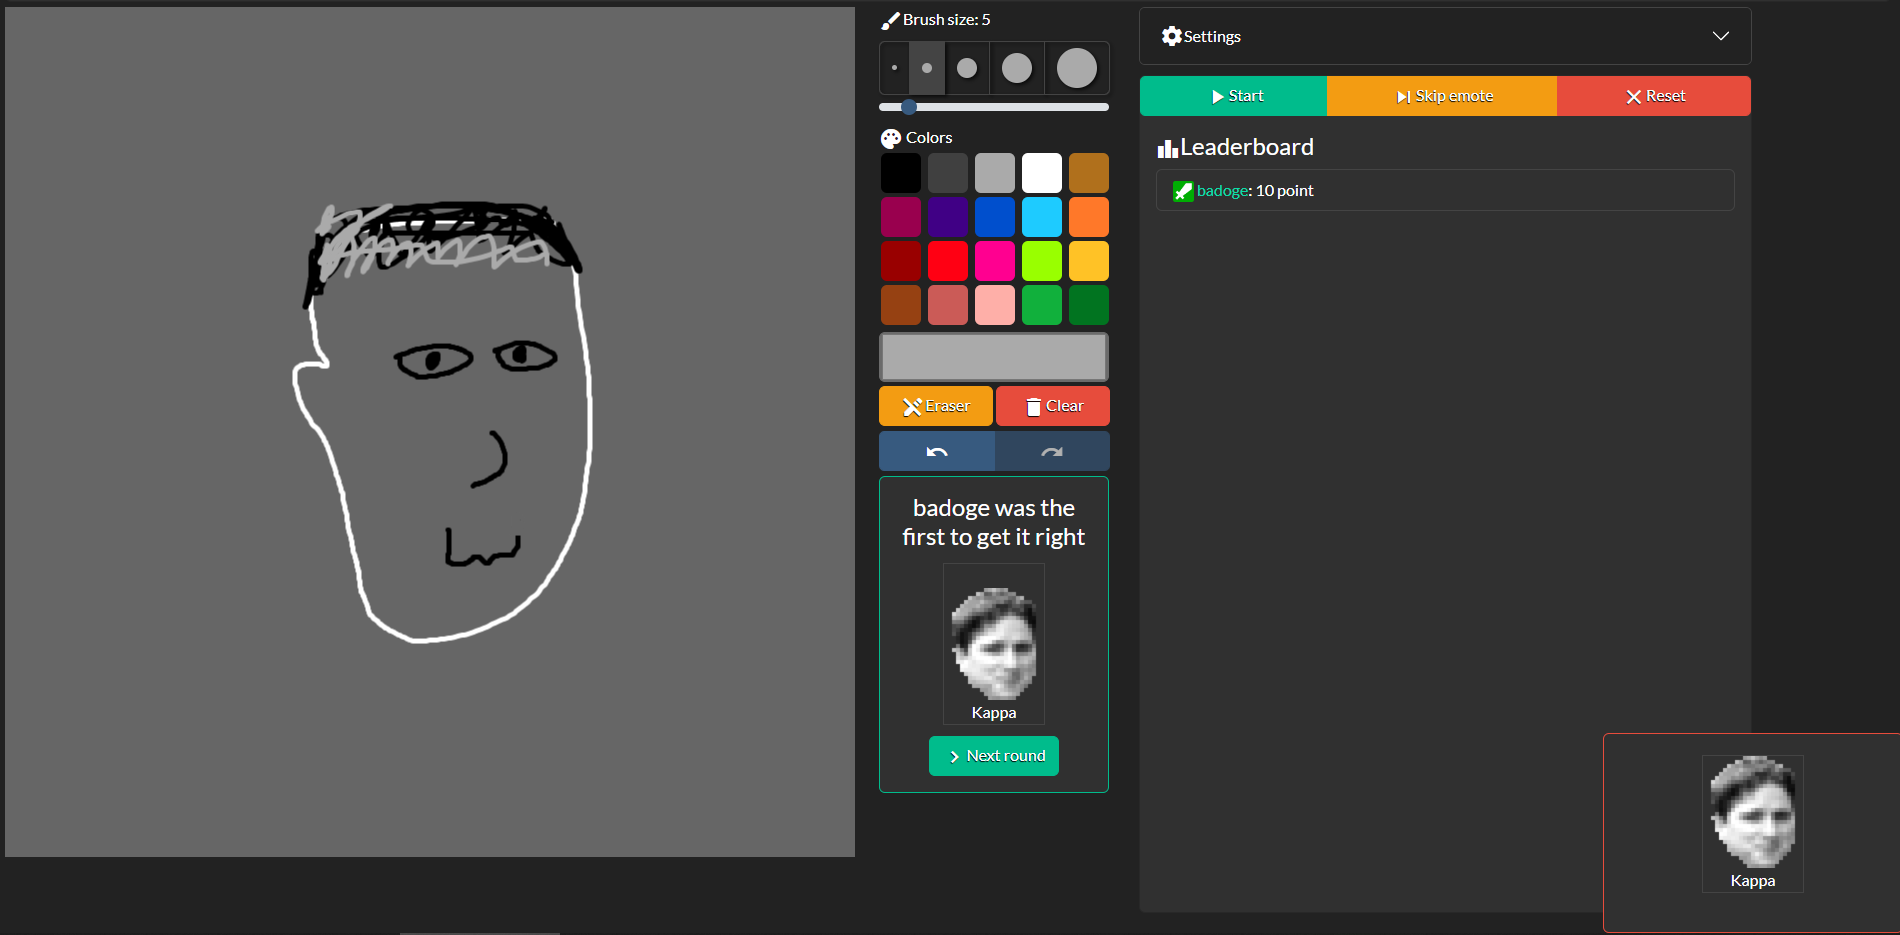 Brush size: 5
Colors
Eraser
Clear
badoge was the
first to get it right
Kappa
Next round
Settings
Start
Skip emote
Reset
Leaderboard
badoge: 10 point
Kappa